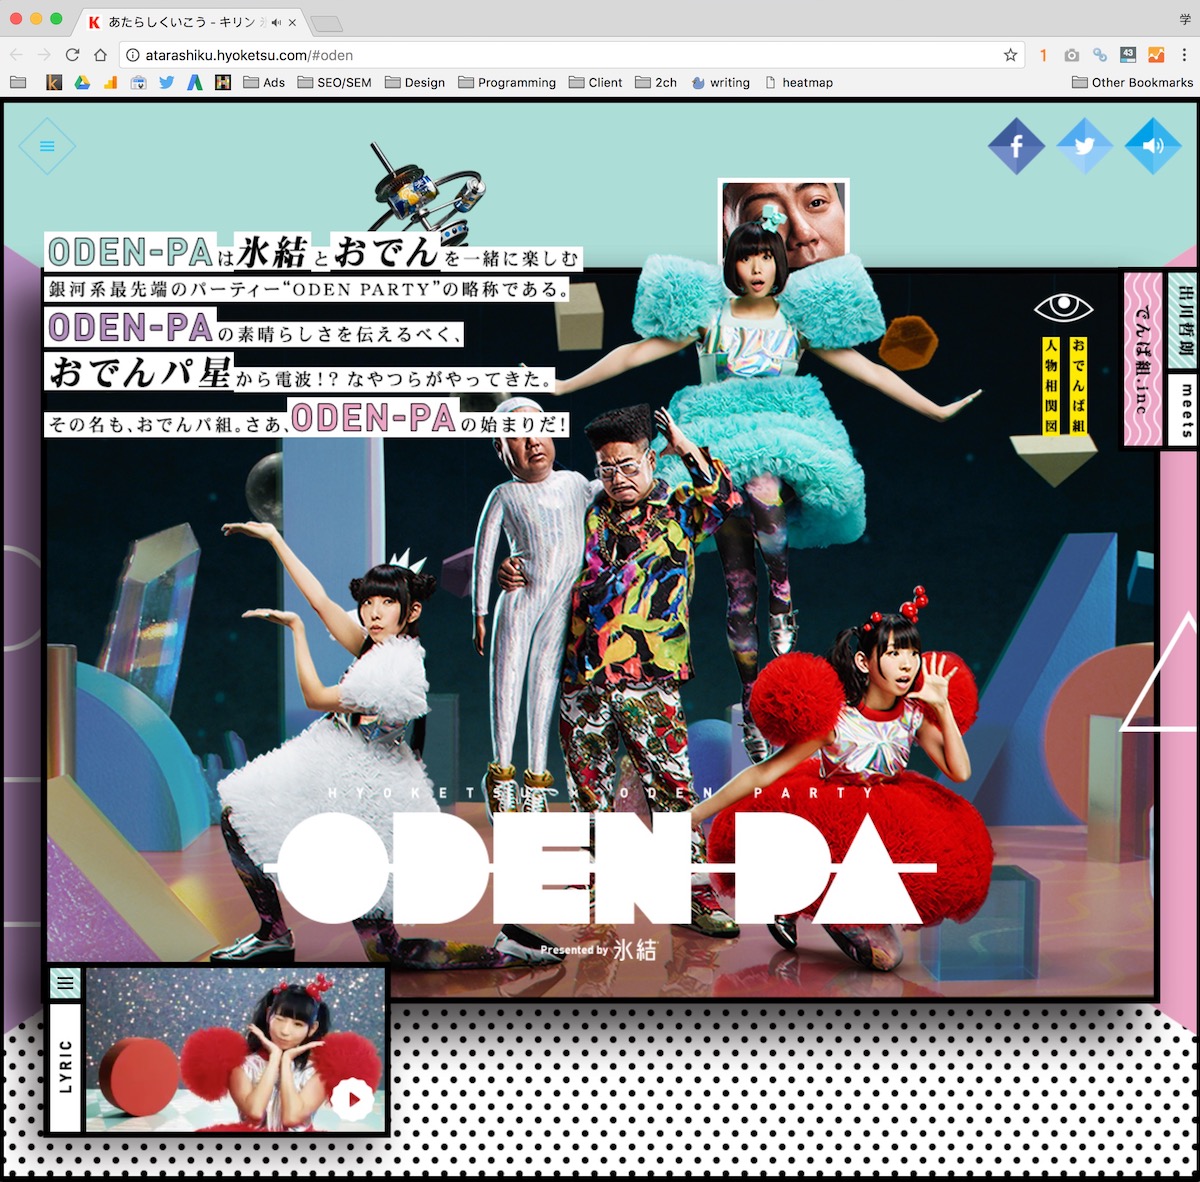 あたらしくいこう - キリン 氷
学
atarashiku.hyoketsu.com/#oden
1
43
Ads
SEO/SEM
Design
Programming
Client
2ch
writing
heatmap
Other Bookmarks
ODEN-PAは氷結とおでんを一緒に楽しむ
銀河系最先端のパーティー“ODEN PARTY”の略称である。
ODEN-PAの素晴らしさを伝えるべく、
おでんパ星から電波!? なやつらがやってきた。
その名も、おでんパ組。さあ、ODEN-PAの始まりだ!
出川哲朗
meets
でんぱ組.inc
おでんぱ組
人物相関図
HYOKETSU × ODEN PARTY
ODEN-PA
Presented by 氷結
LYRIC